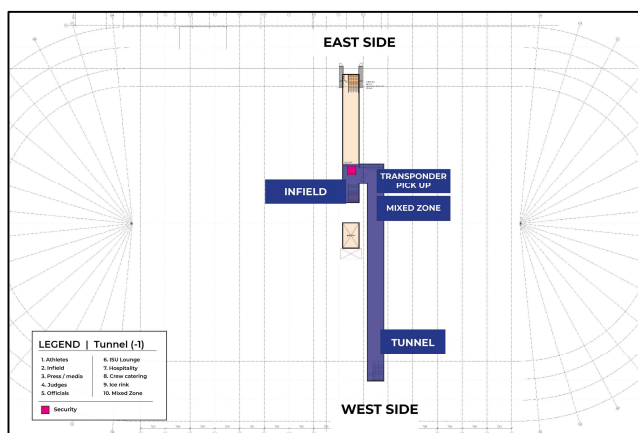 EAST SIDE
INFIELD
TRANSPONDER
PICK UP
MIXED ZONE
TUNNEL
LEGEND | Tunnel (-1)
1. Athletes
2. Infield
3. Press / media
4. Judges
5. Officials
6. ISU Lounge
7. Hospitality
8. Crew catering
9. Ice rink
10. Mixed Zone
Security
WEST SIDE